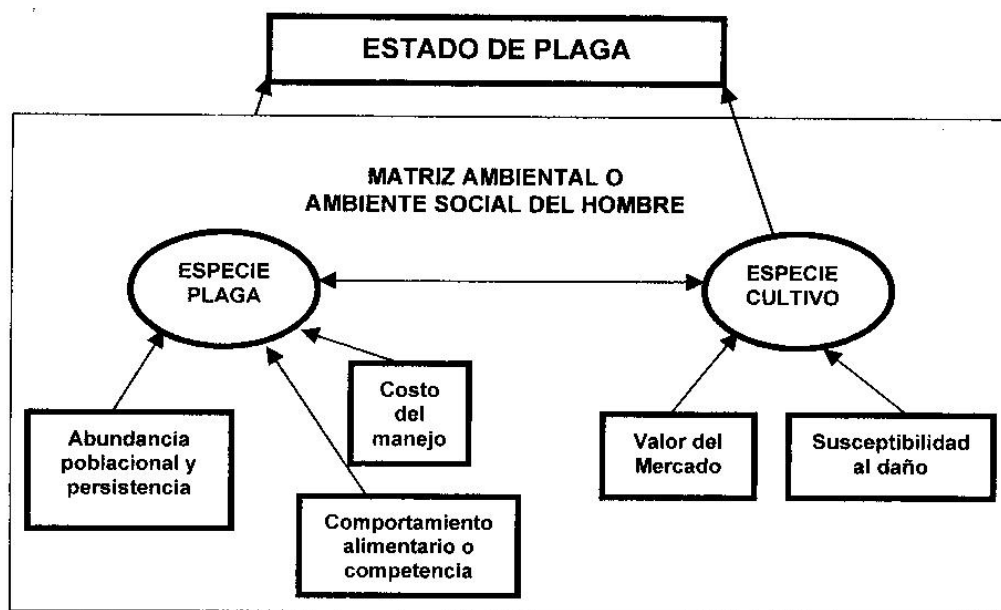 ESTADO DE PLAGA
MATRIZ AMBIENTAL O
AMBIENTE SOCIAL DEL HOMBRE
ESPECIE
PLAGA
ESPECIE
CULTIVO
Costo
del
manejo
Abundancia
poblacional y
persistencia
Comportamiento
alimentario o
competencia
Valor del
Mercado
Susceptibilidad
al daño